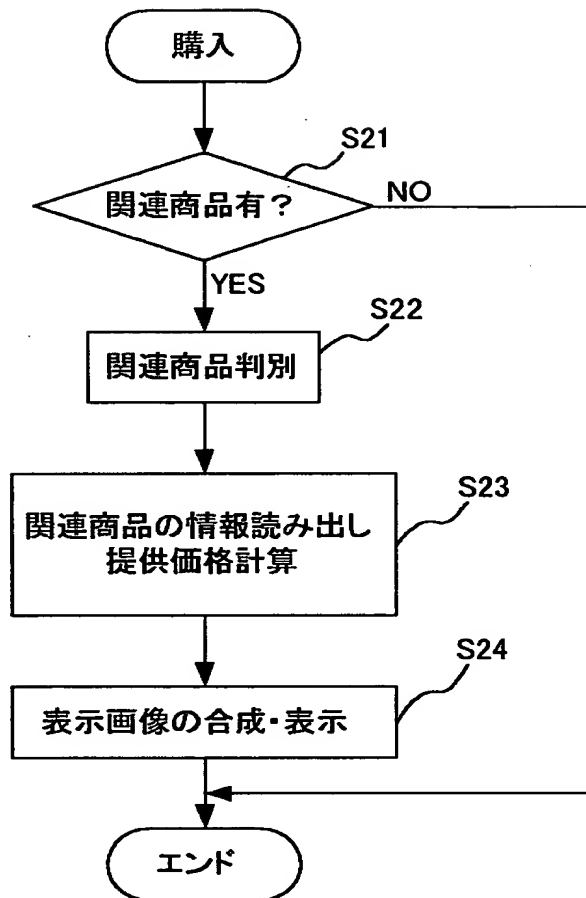 購入
S21
関連商品有?
NO
YES
S22
関連商品判別
S23
関連商品の情報読み出し
提供価格計算
S24
表示画像の合成・表示
エンド